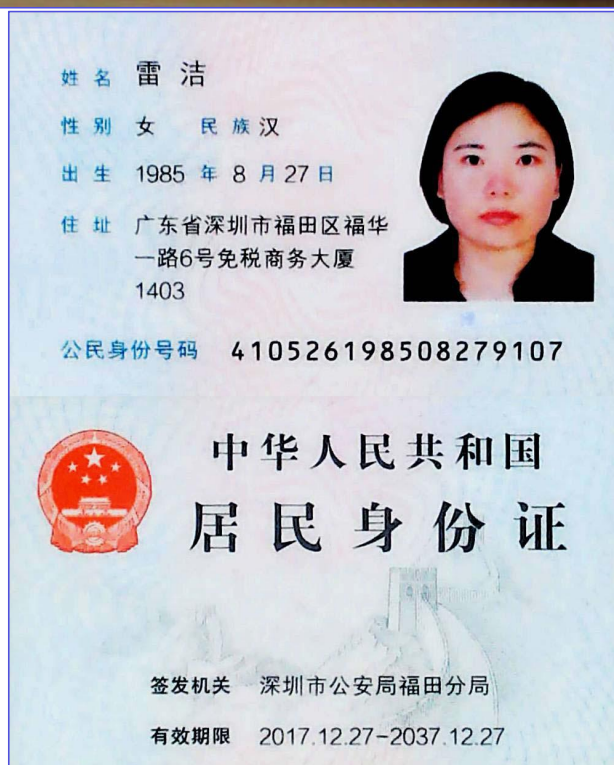 姓名 雷洁
性别 女 民族 汉
出生 1985 年 8 月 27 日
住址 广东省深圳市福田区福华
一路6号免税商务大厦
1403
公民身份号码 410526198508279107
中华人民共和国
居民身份证
签发机关 深圳市公安局福田分局
有效期限 2017.12.27-2037.12.27